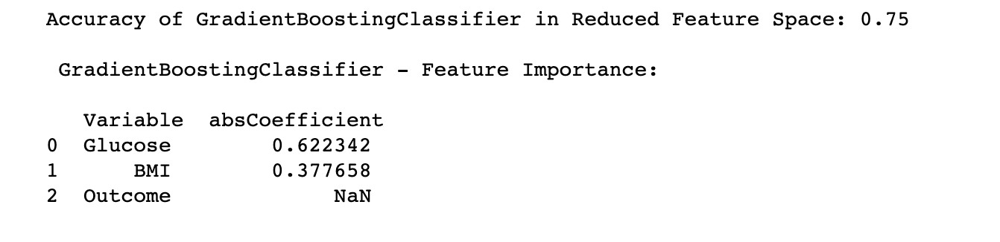 Accuracy of GradientBoostingClassifier in Reduced Feature Space: 0.75
GradientBoostingClassifier - Feature Importance:
Variable absCoefficient
0 Glucose 0.622342
1 BMI 0.377658
2 Outcome NaN